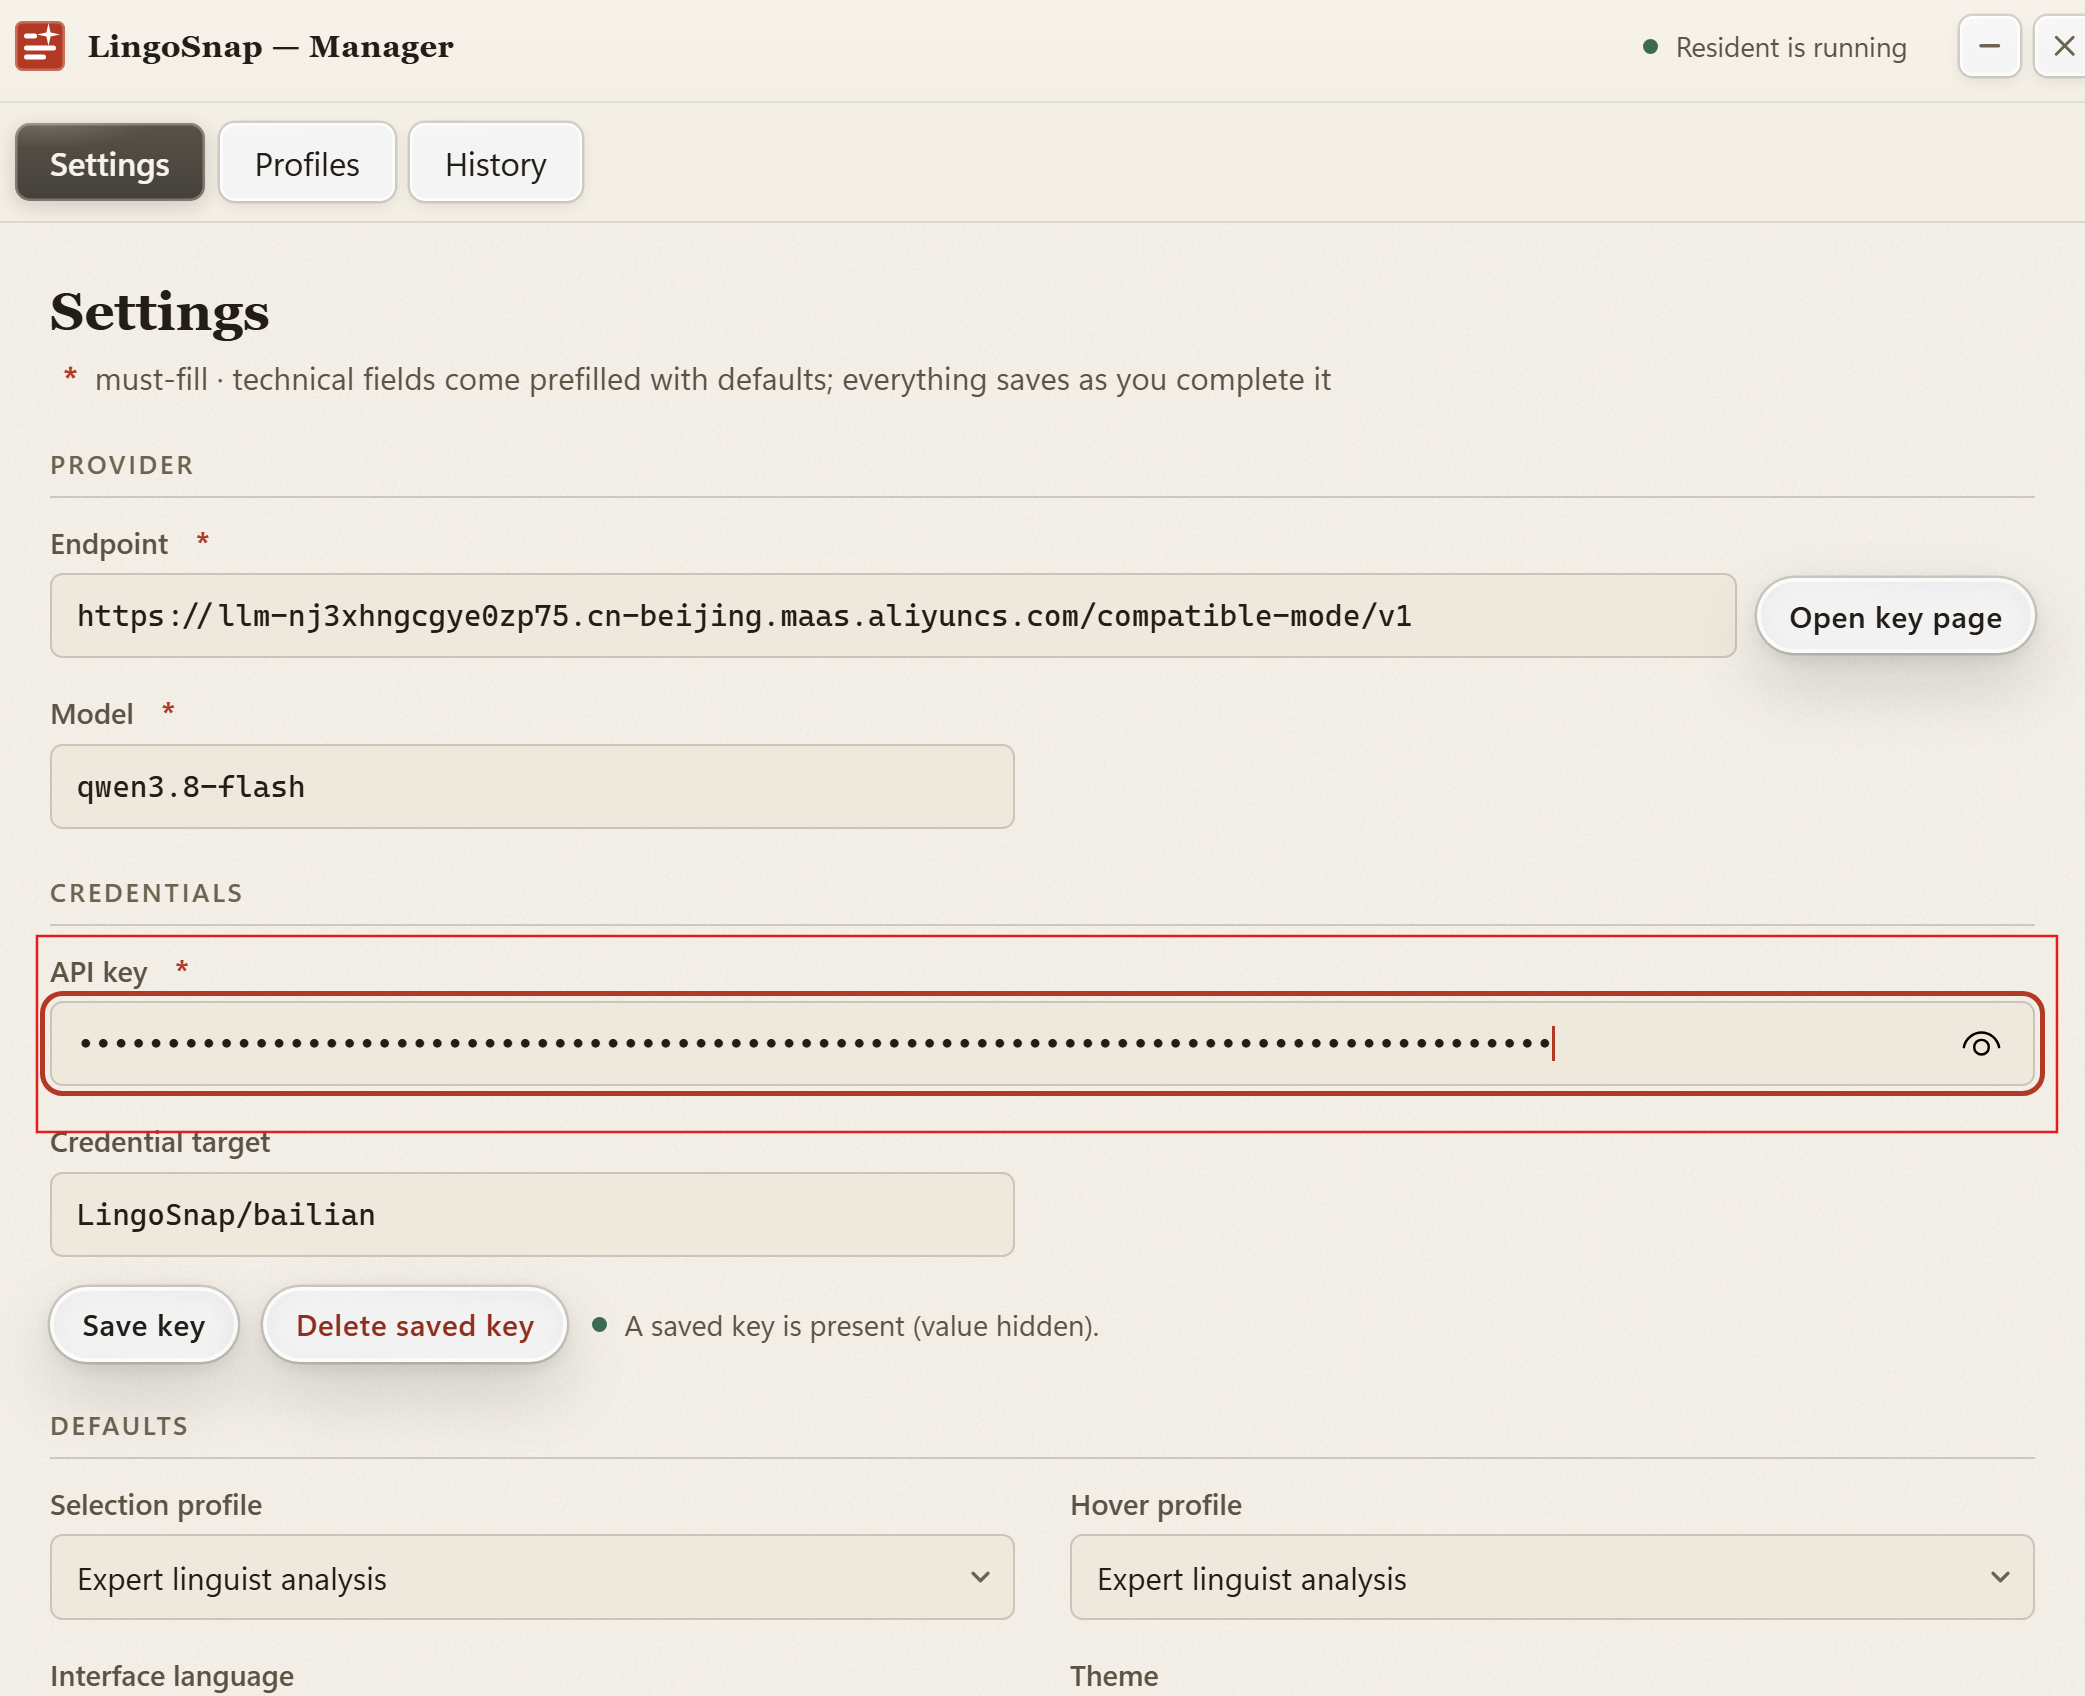 LingoSnap — Manager
Resident is running
Settings
Profiles
History
Settings
* must-fill · technical fields come prefilled with defaults; everything saves as you complete it
PROVIDER
Endpoint *
https://llm-nj3xhngcgye0zp75.cn-beijing.maas.aliyuncs.com/compatible-mode/v1
Open key page
Model *
qwen3.8-flash
CREDENTIALS
API key *
Credential target
LingoSnap/bailian
Save key
Delete saved key
A saved key is present (value hidden).
DEFAULTS
Selection profile
Hover profile
Expert linguist analysis
Expert linguist analysis
Interface language
Theme